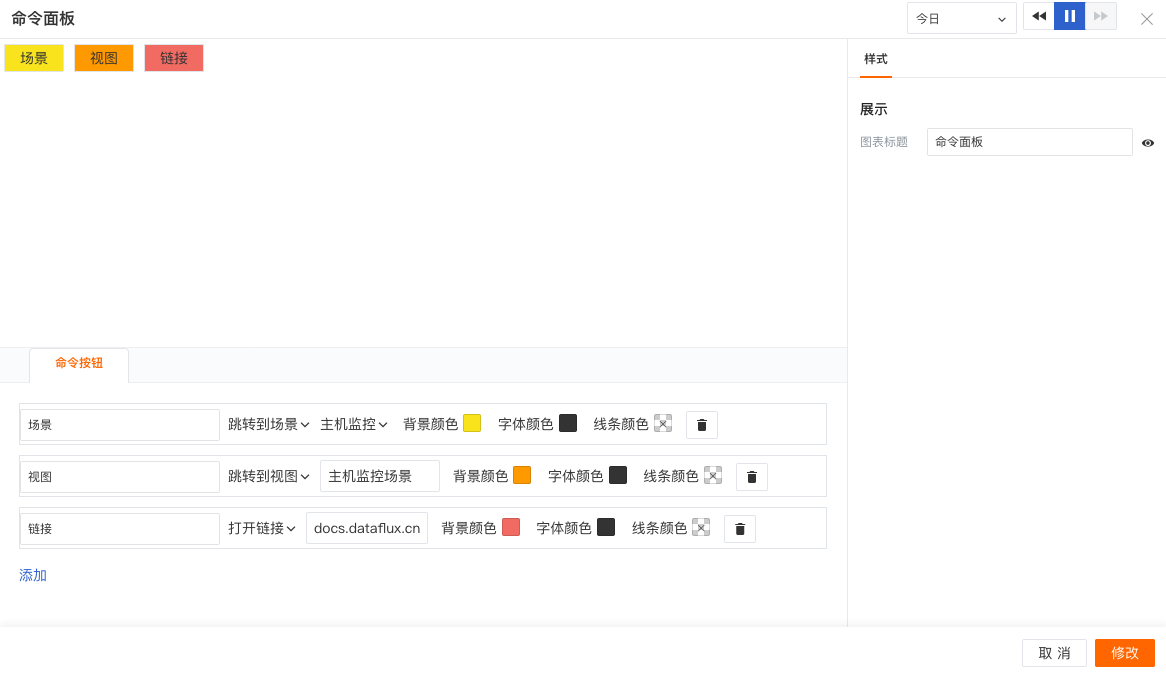 命令面板
今日
场景 视图 链接
样式
展示
图表标题 命令面板
命令按钮
场景 跳转到场景 主机监控 背景颜色 字体颜色 线条颜色
视图 跳转到视图 主机监控场景 背景颜色 字体颜色 线条颜色
链接 打开链接 docs.dataflux.cn 背景颜色 字体颜色 线条颜色
添加
取 消 修改